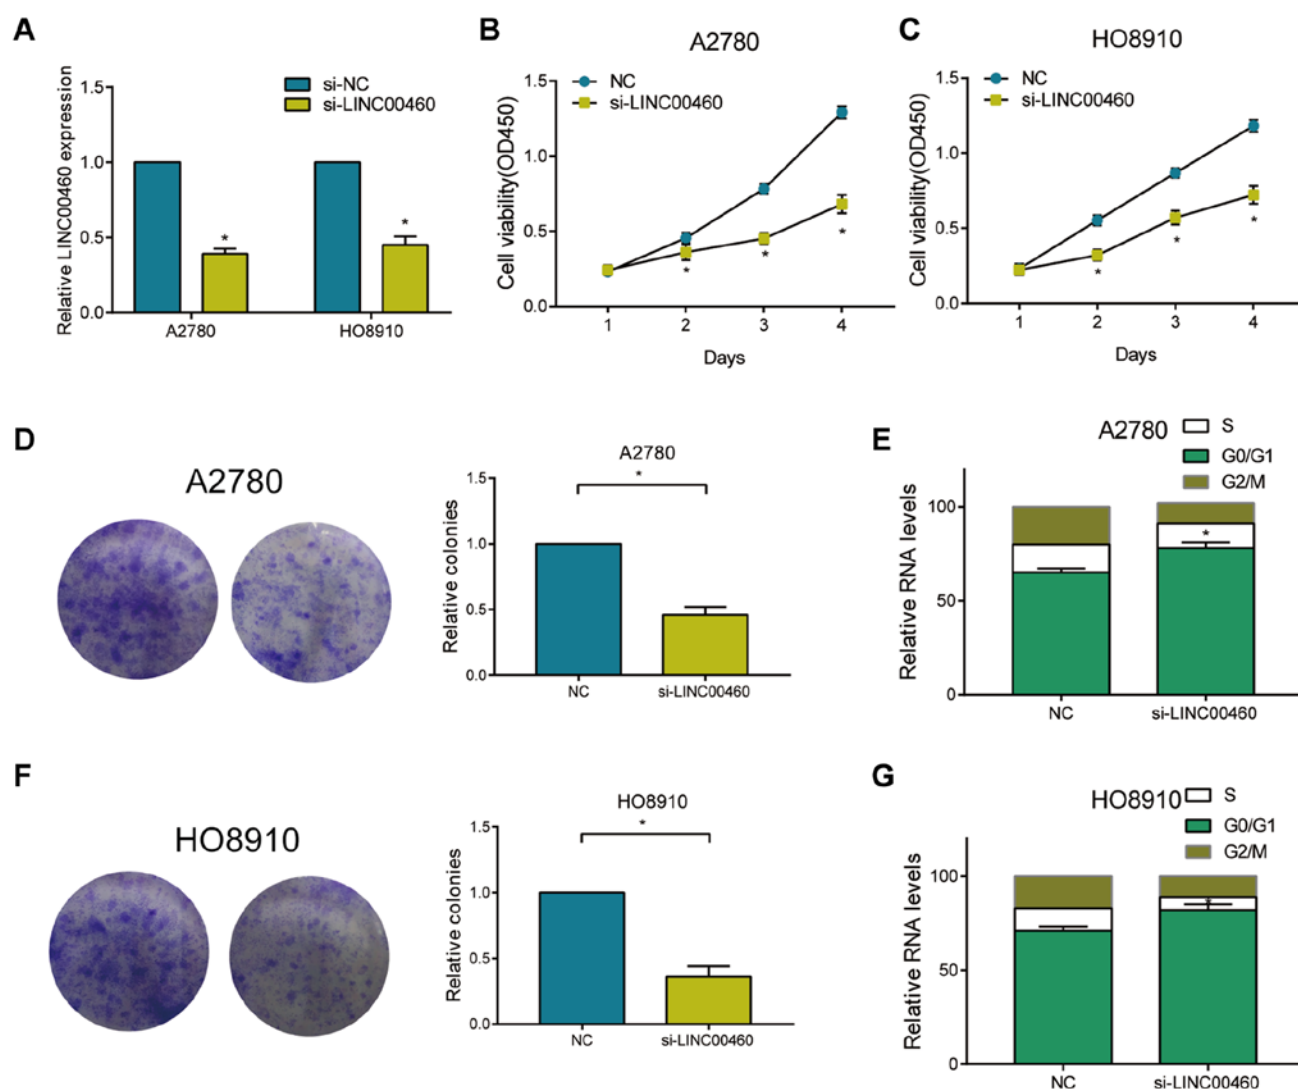 A
Relative LINC00460 expression
1.5
1.0
0.5
0.0
si-NC
si-LINC00460
*
*
A2780
HO8910
B
A2780
Cell viability(OD450)
1.5
1.0
0.5
0.0
NC
si-LINC00460
*
*
*
1
2
3
4
Days
C
HO8910
Cell viability(OD450)
1.5
1.0
0.5
0.0
NC
si-LINC00460
*
*
*
1
2
3
4
Days
D
A2780
A2780
Relative colonies
1.5
1.0
0.5
0.0
*
NC
si-LINC00460
E
A2780
S
G0/G1
G2/M
Relative RNA levels
100
50
0
*
NC
si-LINC00460
F
HO8910
HO8910
Relative colonies
1.5
1.0
0.5
0.0
*
NC
si-LINC00460
G
HO8910
S
G0/G1
G2/M
Relative RNA levels
100
50
0
*
NC
si-LINC00460